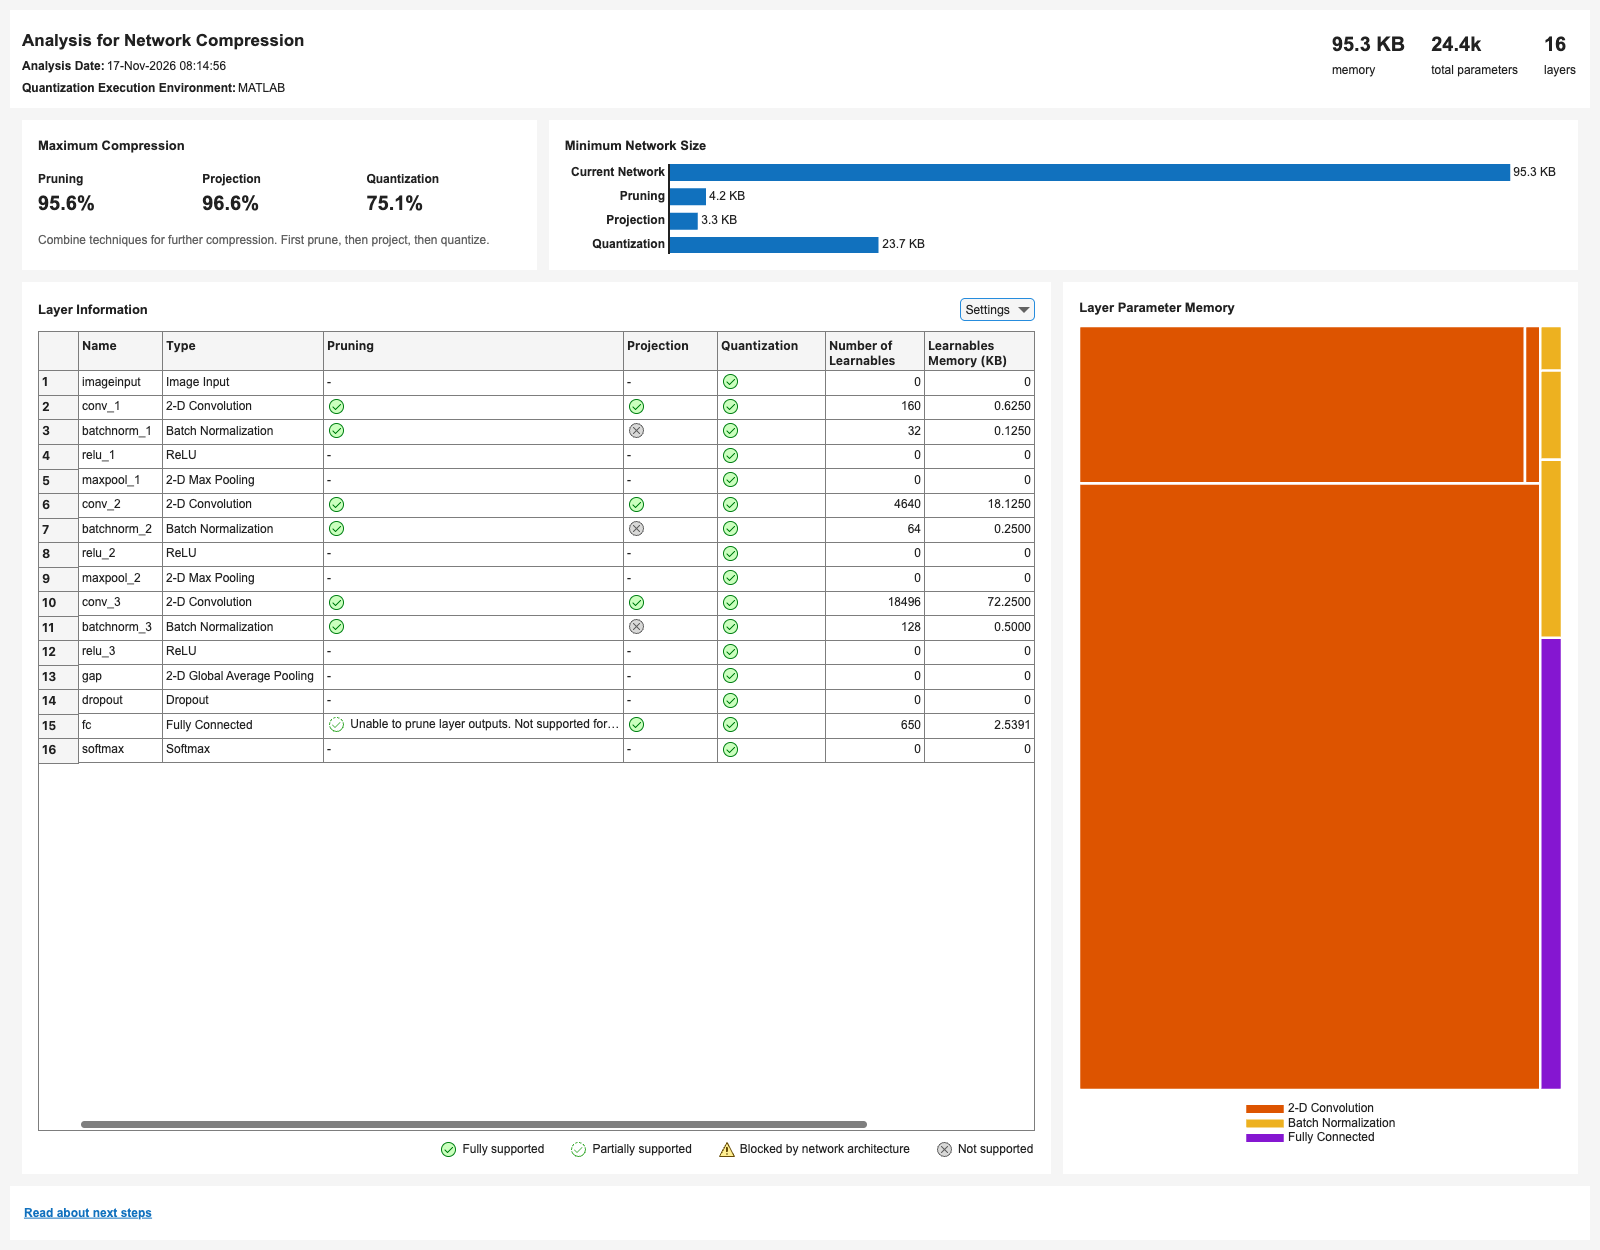 Analysis for Network Compression
Analysis Date: 17-Nov-2026 08:14:56
Quantization Execution Environment: MATLAB
95.3 KB 24.4k 16
memory total parameters layers
Maximum Compression
Pruning Projection Quantization
95.6% 96.6% 75.1%
Combine techniques for further compression. First prune, then project, then quantize.
Minimum Network Size
Current Network 95.3 KB
Pruning 4.2 KB
Projection 3.3 KB
Quantization 23.7 KB
Layer Information
Settings
Name Type Pruning Projection Quantization Number of Learnables Learnables Memory (KB)
1 imageinput Image Input - - 0 0
2 conv_1 2-D Convolution 160 0.6250
3 batchnorm_1 Batch Normalization 32 0.1250
4 relu_1 ReLU - - 0 0
5 maxpool_1 2-D Max Pooling - - 0 0
6 conv_2 2-D Convolution 4640 18.1250
7 batchnorm_2 Batch Normalization 64 0.2500
8 relu_2 ReLU - - 0 0
9 maxpool_2 2-D Max Pooling - - 0 0
10 conv_3 2-D Convolution 18496 72.2500
11 batchnorm_3 Batch Normalization 128 0.5000
12 relu_3 ReLU - - 0 0
13 gap 2-D Global Average Pooling - - 0 0
14 dropout Dropout - - 0 0
15 fc Fully Connected Unable to prune layer outputs. Not supported for… 650 2.5391
16 softmax Softmax - - 0 0
Fully supported Partially supported Blocked by network architecture Not supported
Layer Parameter Memory
2-D Convolution
Batch Normalization
Fully Connected
Read about next steps